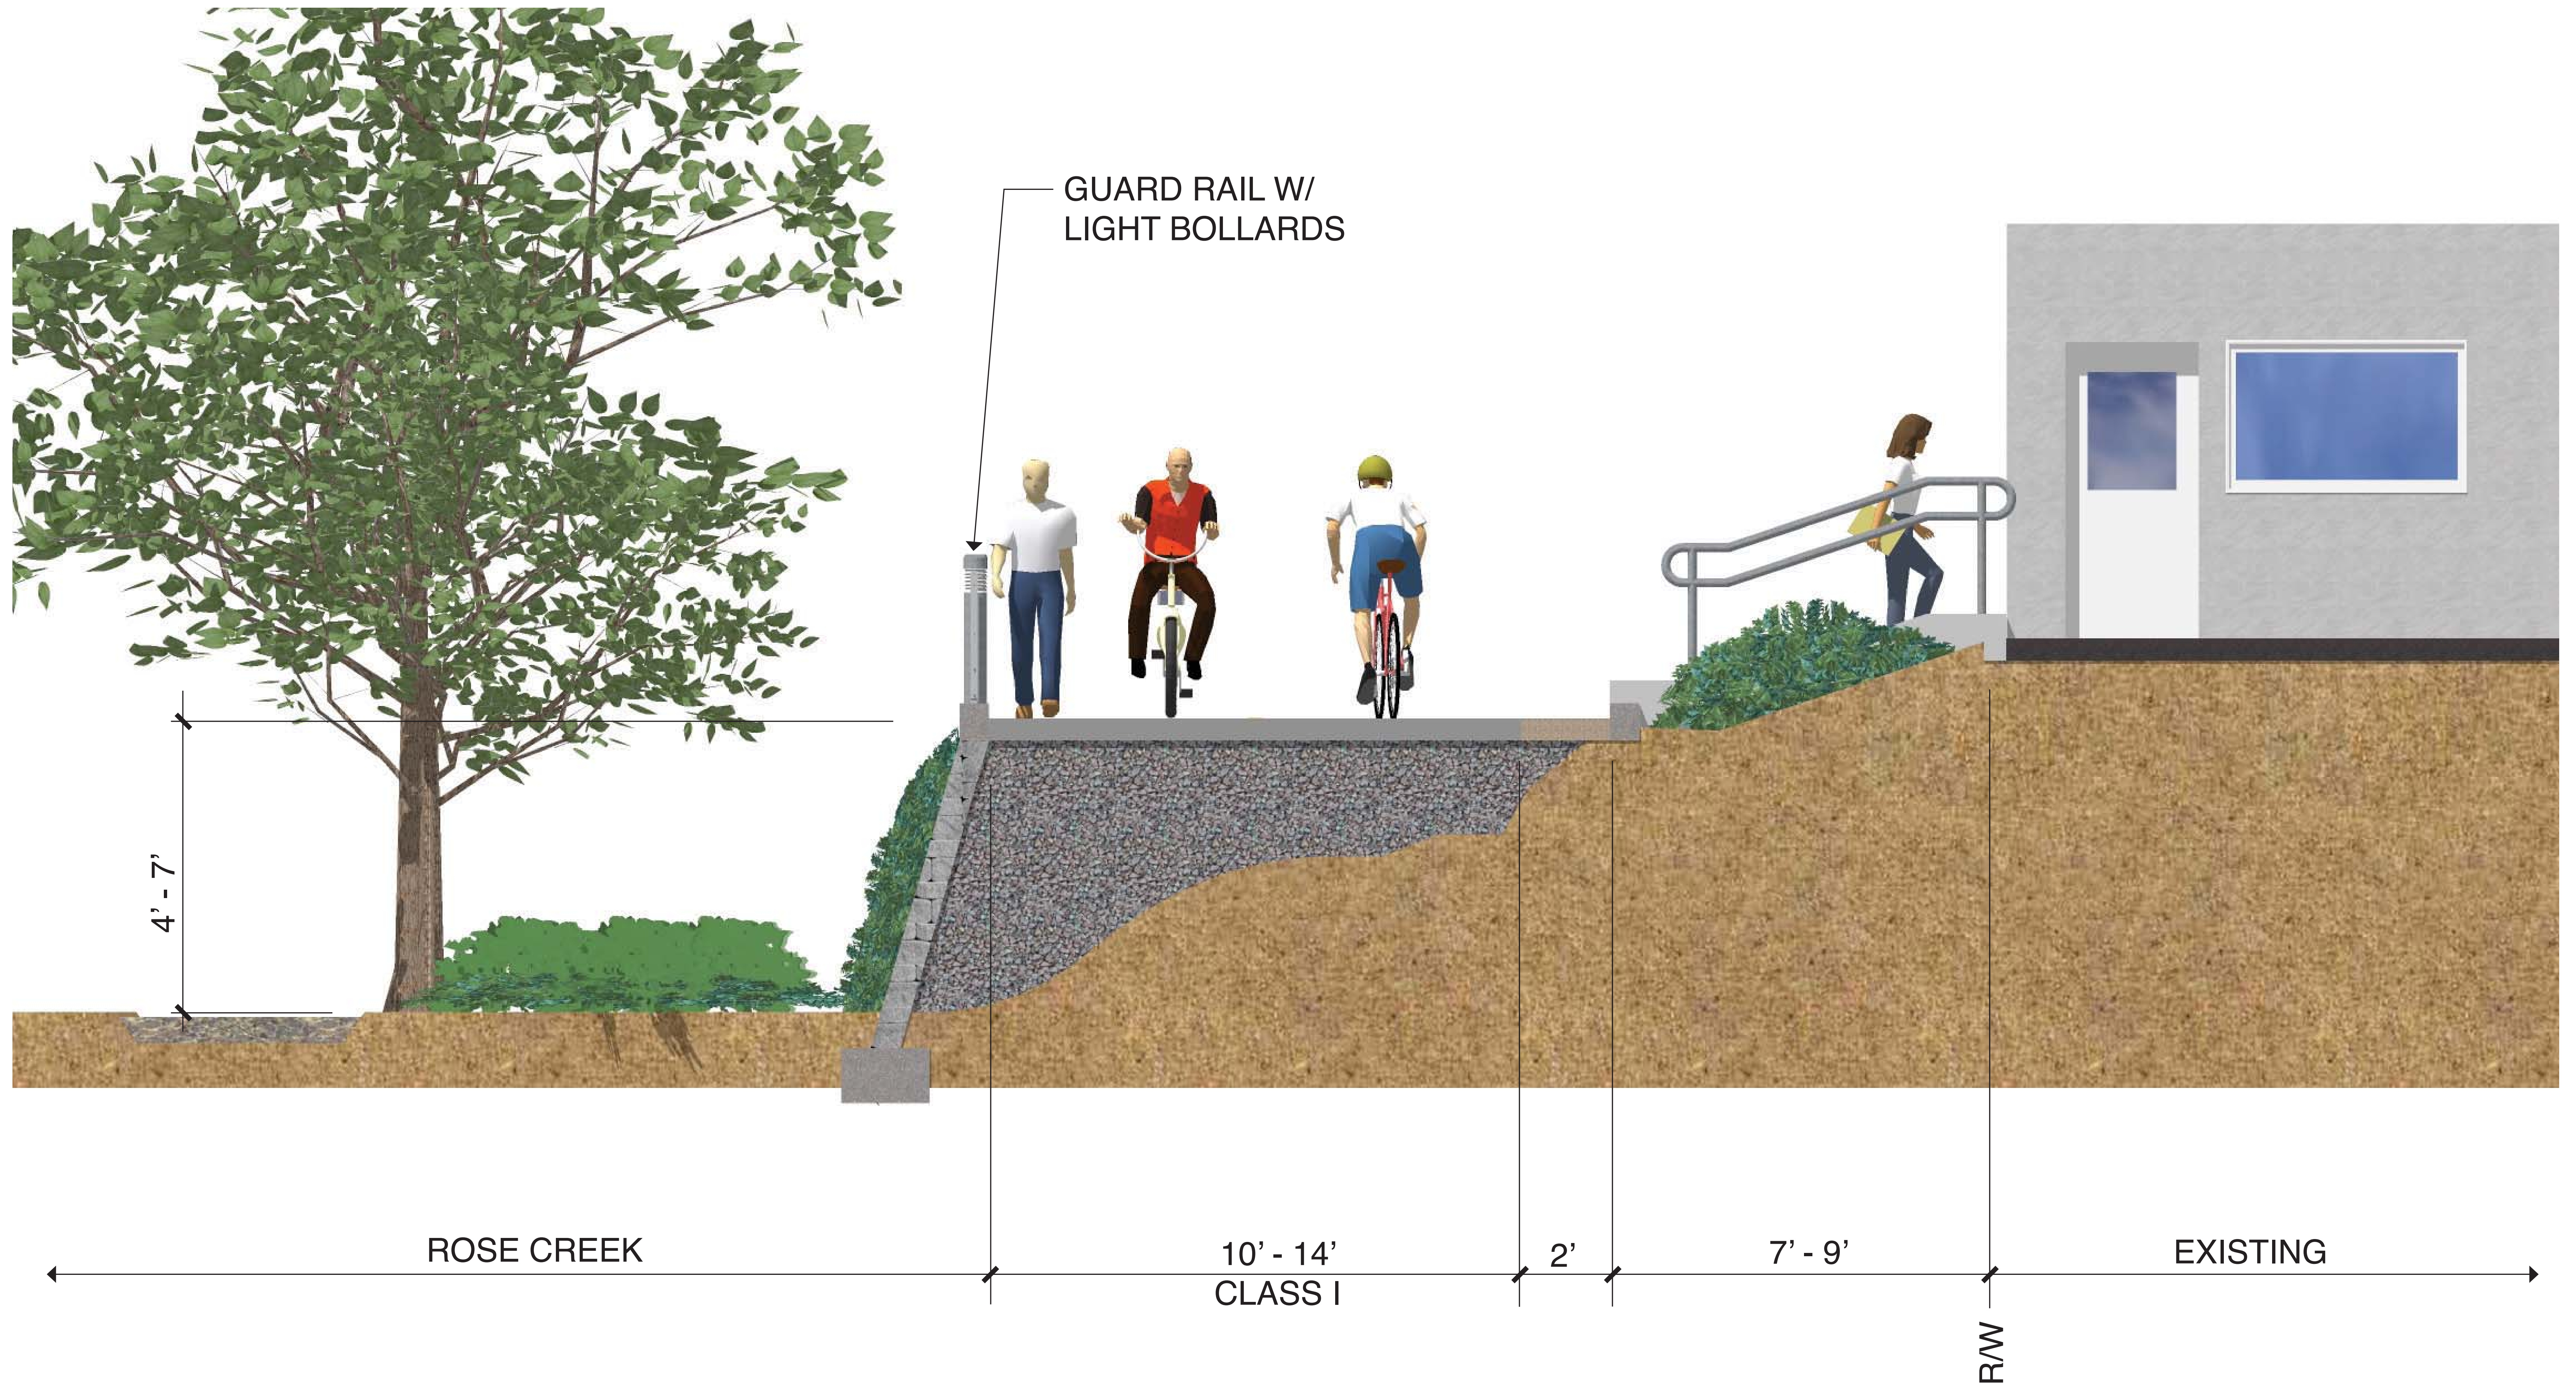 GUARD RAIL W/
LIGHT BOLLARDS
4’ - 7’
ROSE CREEK
10’ - 14’
CLASS I
2’
7’ - 9’
EXISTING
R/W